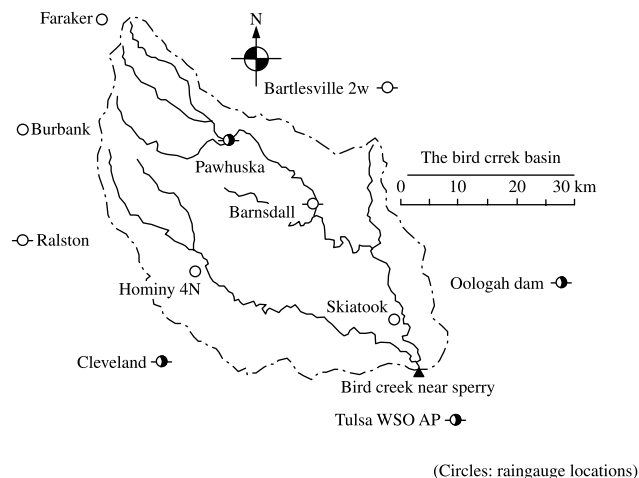 Faraker
N
Bartlesville 2w
Burbank
The bird crrek basin
Pawhuska
0 10 20 30 km
Barnsdall
Ralston
Hominy 4N
Oologah dam
Skiatook
Cleveland
Bird creek near sperry
Tulsa WSO AP
(Circles: raingauge locations)